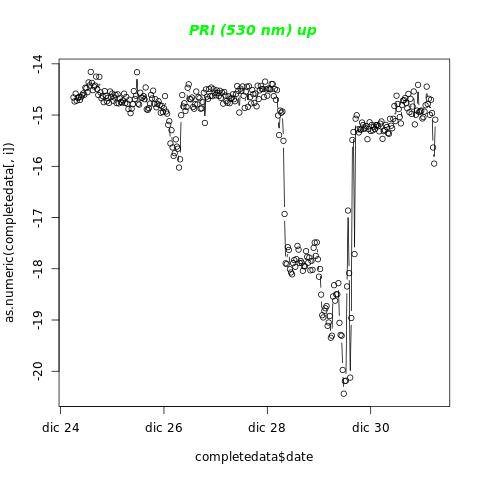 PRI (530 nm) up
as.numeric(completedata[, i])
-14
-15
-16
-17
-18
-19
-20
dic 24
dic 26
dic 28
dic 30
completedata$date